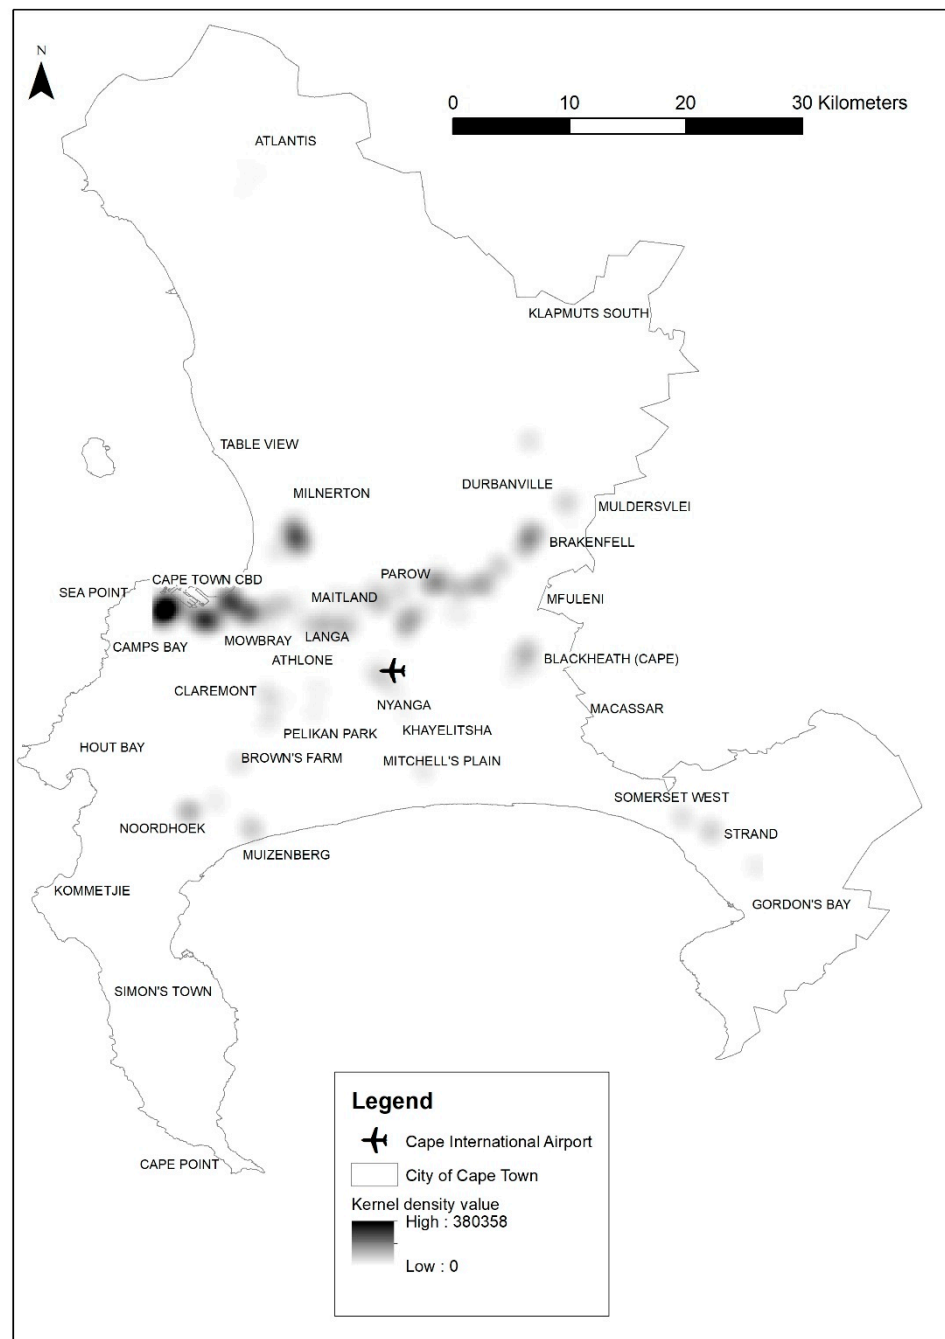 N
0 10 20 30 Kilometers
ATLANTIS
KLAPMUTS SOUTH
TABLE VIEW
DURBANVILLE
MILNERTON
MULDERSVLEI
BRAKENFELL
PAROW
CAPE TOWN CBD
SEA POINT
MAITLAND
MFULENI
MOWBRAY
LANGA
CAMPS BAY
ATHLONE
BLACKHEATH (CAPE)
CLAREMONT
NYANGA
MACASSAR
PELIKAN PARK
KHAYELITSHA
HOUT BAY
BROWN'S FARM
MITCHELL'S PLAIN
SOMERSET WEST
NOORDHOEK
STRAND
MUIZENBERG
KOMMETJIE
GORDON'S BAY
SIMON'S TOWN
CAPE POINT
Legend
Cape International Airport
City of Cape Town
Kernel density value
High : 380358
Low : 0